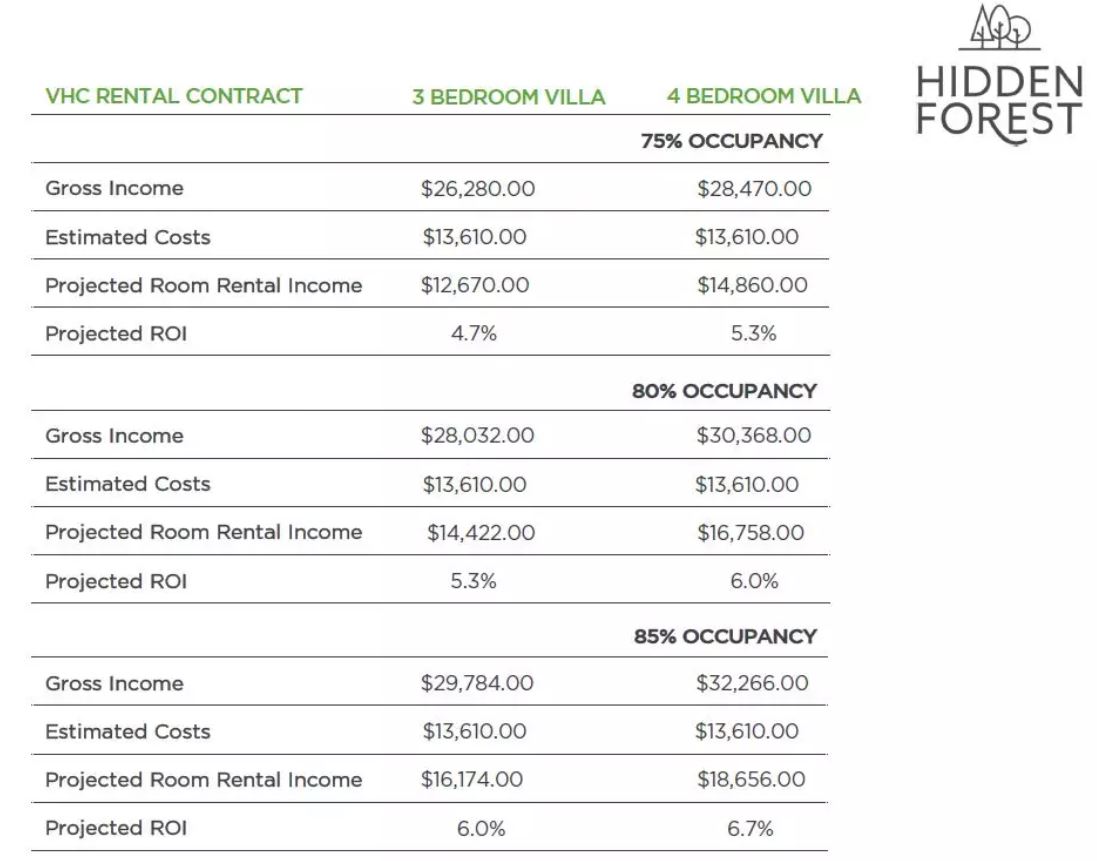 HIDDEN
FOREST
VHC RENTAL CONTRACT 3 BEDROOM VILLA 4 BEDROOM VILLA
75% OCCUPANCY
Gross Income $26,280.00 $28,470.00
Estimated Costs $13,610.00 $13,610.00
Projected Room Rental Income $12,670.00 $14,860.00
Projected ROI 4.7% 5.3%
80% OCCUPANCY
Gross Income $28,032.00 $30,368.00
Estimated Costs $13,610.00 $13,610.00
Projected Room Rental Income $14,422.00 $16,758.00
Projected ROI 5.3% 6.0%
85% OCCUPANCY
Gross Income $29,784.00 $32,266.00
Estimated Costs $13,610.00 $13,610.00
Projected Room Rental Income $16,174.00 $18,656.00
Projected ROI 6.0% 6.7%